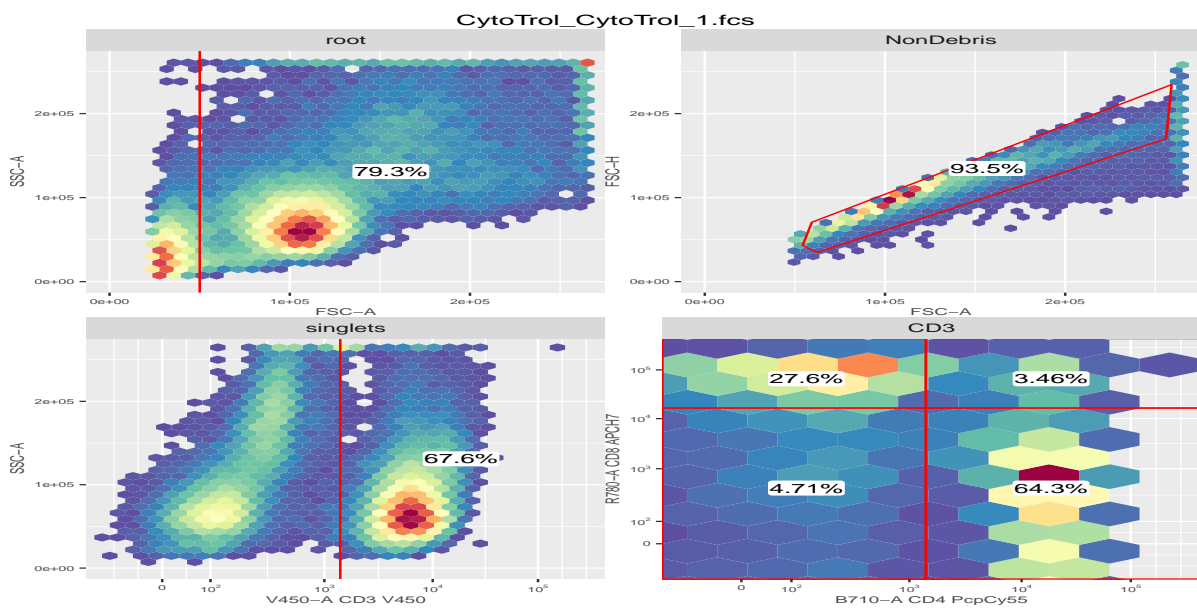 CytoTrol_CytoTrol_1.fcs
root
NonDebris
SSC-A
2e+05
1e+05
0e+00
79.3%
0e+00
1e+05
2e+05
FSC-A
FSC-H
2e+05
1e+05
0e+00
93.5%
0e+00
1e+05
2e+05
FSC-A
singlets
CD3
SSC-A
2e+05
1e+05
0e+00
67.6%
0
10²
10³
10⁴
10⁵
V450-A CD3 V450
R780-A CD8 APCH7
10⁵
10⁴
10³
10²
0
27.6%
3.46%
4.71%
64.3%
0
10²
10³
10⁴
10⁵
B710-A CD4 PcpCy55